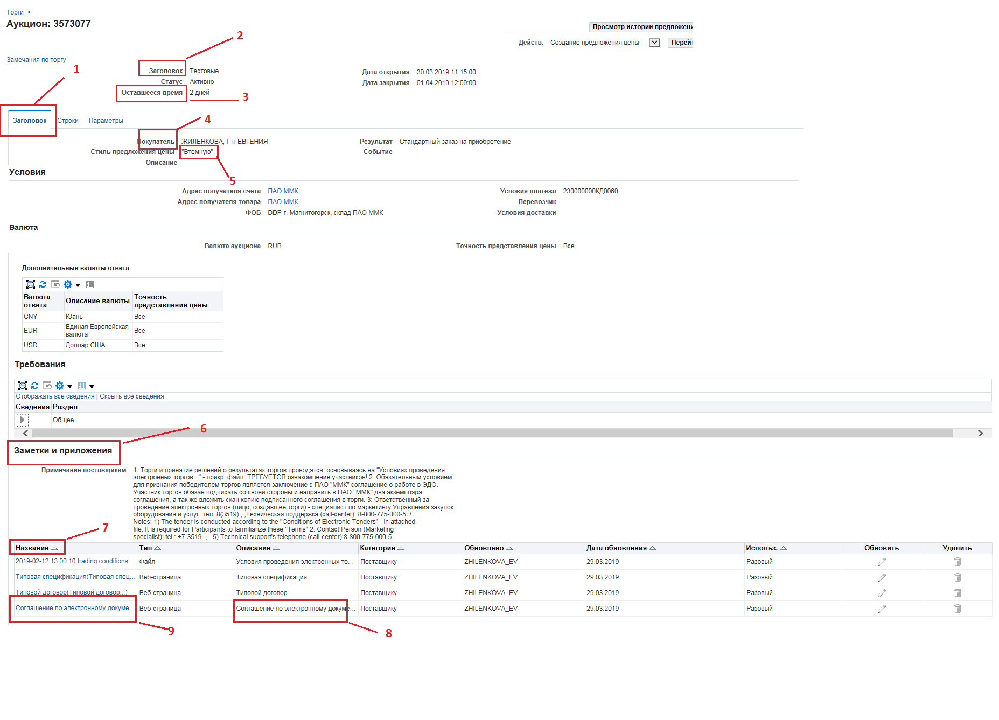 Торги >
Аукцион: 3573077
Просмотр истории предложени
2
Действ. Создание предложения цены Перейт
Замечания по торгу
1
Заголовок Тестовые
Дата открытия 30.03.2019 11:15:00
Статус Активно
Дата закрытия 01.04.2019 12:00:00
Оставшееся время 2 дней
3
4
Заголовок Строки Параметры
Покупатель ЖИЛЕНКОВА, Г-н ЕВГЕНИЯ
Результат Стандартный заказ на приобретение
Стиль предложения цены "Втемную"
Событие
Описание
Условия
5
Адрес получателя счета ПАО ММК
Условия платежа 230000000КД0060
Адрес получателя товара ПАО ММК
Перевозчик
ФОБ DDP-г. Магнитогорск, склад ПАО ММК
Условия доставки
Валюта
Валюта аукциона RUB
Точность представления цены Все
Дополнительные валюты ответа
Валюта ответа Описание валюты Точность представления цены
CNY Юань Все
EUR Единая Европейская валюта Все
USD Доллар США Все
Требования
Отображать все сведения | Скрыть все сведения
Сведения Раздел
Общее
6
Заметки и приложения
Примечание поставщикам
1: Торги и принятие решений о результатах торгов проводятся, основываясь на "Условиях проведения
электронных торгов..." - прикр. файл. ТРЕБУЕТСЯ ознакомление участников! 2: Обязательным условием
для признания победителем торгов является заключение с ПАО "ММК" соглашение о работе в ЭДО.
Участник торгов обязан подписать со своей стороны и направить в ПАО "ММК" два экземпляра
соглашения, а так же вложить скан копию подписанного соглашения в торги. 3: Ответственный за
проведение электронных торгов (лицо, создавшее торги) - специалист по маркетингу Управления закупок
оборудования и услуг: тел. 8(3519) , ;Техническая поддержка (call-center): 8-800-775-000-5. /
Notes: 1) The tender is conducted according to the "Conditions of Electronic Tenders" - in attached
file. It is required for Participants to farmiliarize these "Terms" 2: Contact Person (Marketing
specialist): tel.: +7-3519- , . 5) Technical support's telephone (call-center):8-800-775-000-5.
7
Название Тип Описание Категория Обновлено Дата обновления Использ. Обновить Удалить
2019-02-12 13:00:10 trading conditions... Файл Условия проведения электронных то... Поставщику ZHILENKOVA_EV 29.03.2019 Разовый
Типовая спецификация(Типовая спец... Веб-страница Типовая спецификация Поставщику ZHILENKOVA_EV 29.03.2019 Разовый
Типовой договор(Типовой договор...) Веб-страница Типовой договор Поставщику ZHILENKOVA_EV 29.03.2019 Разовый
Соглашение по электронному докуме... Веб-страница Соглашение по электронному докуме... Поставщику ZHILENKOVA_EV 29.03.2019 Разовый
9
8